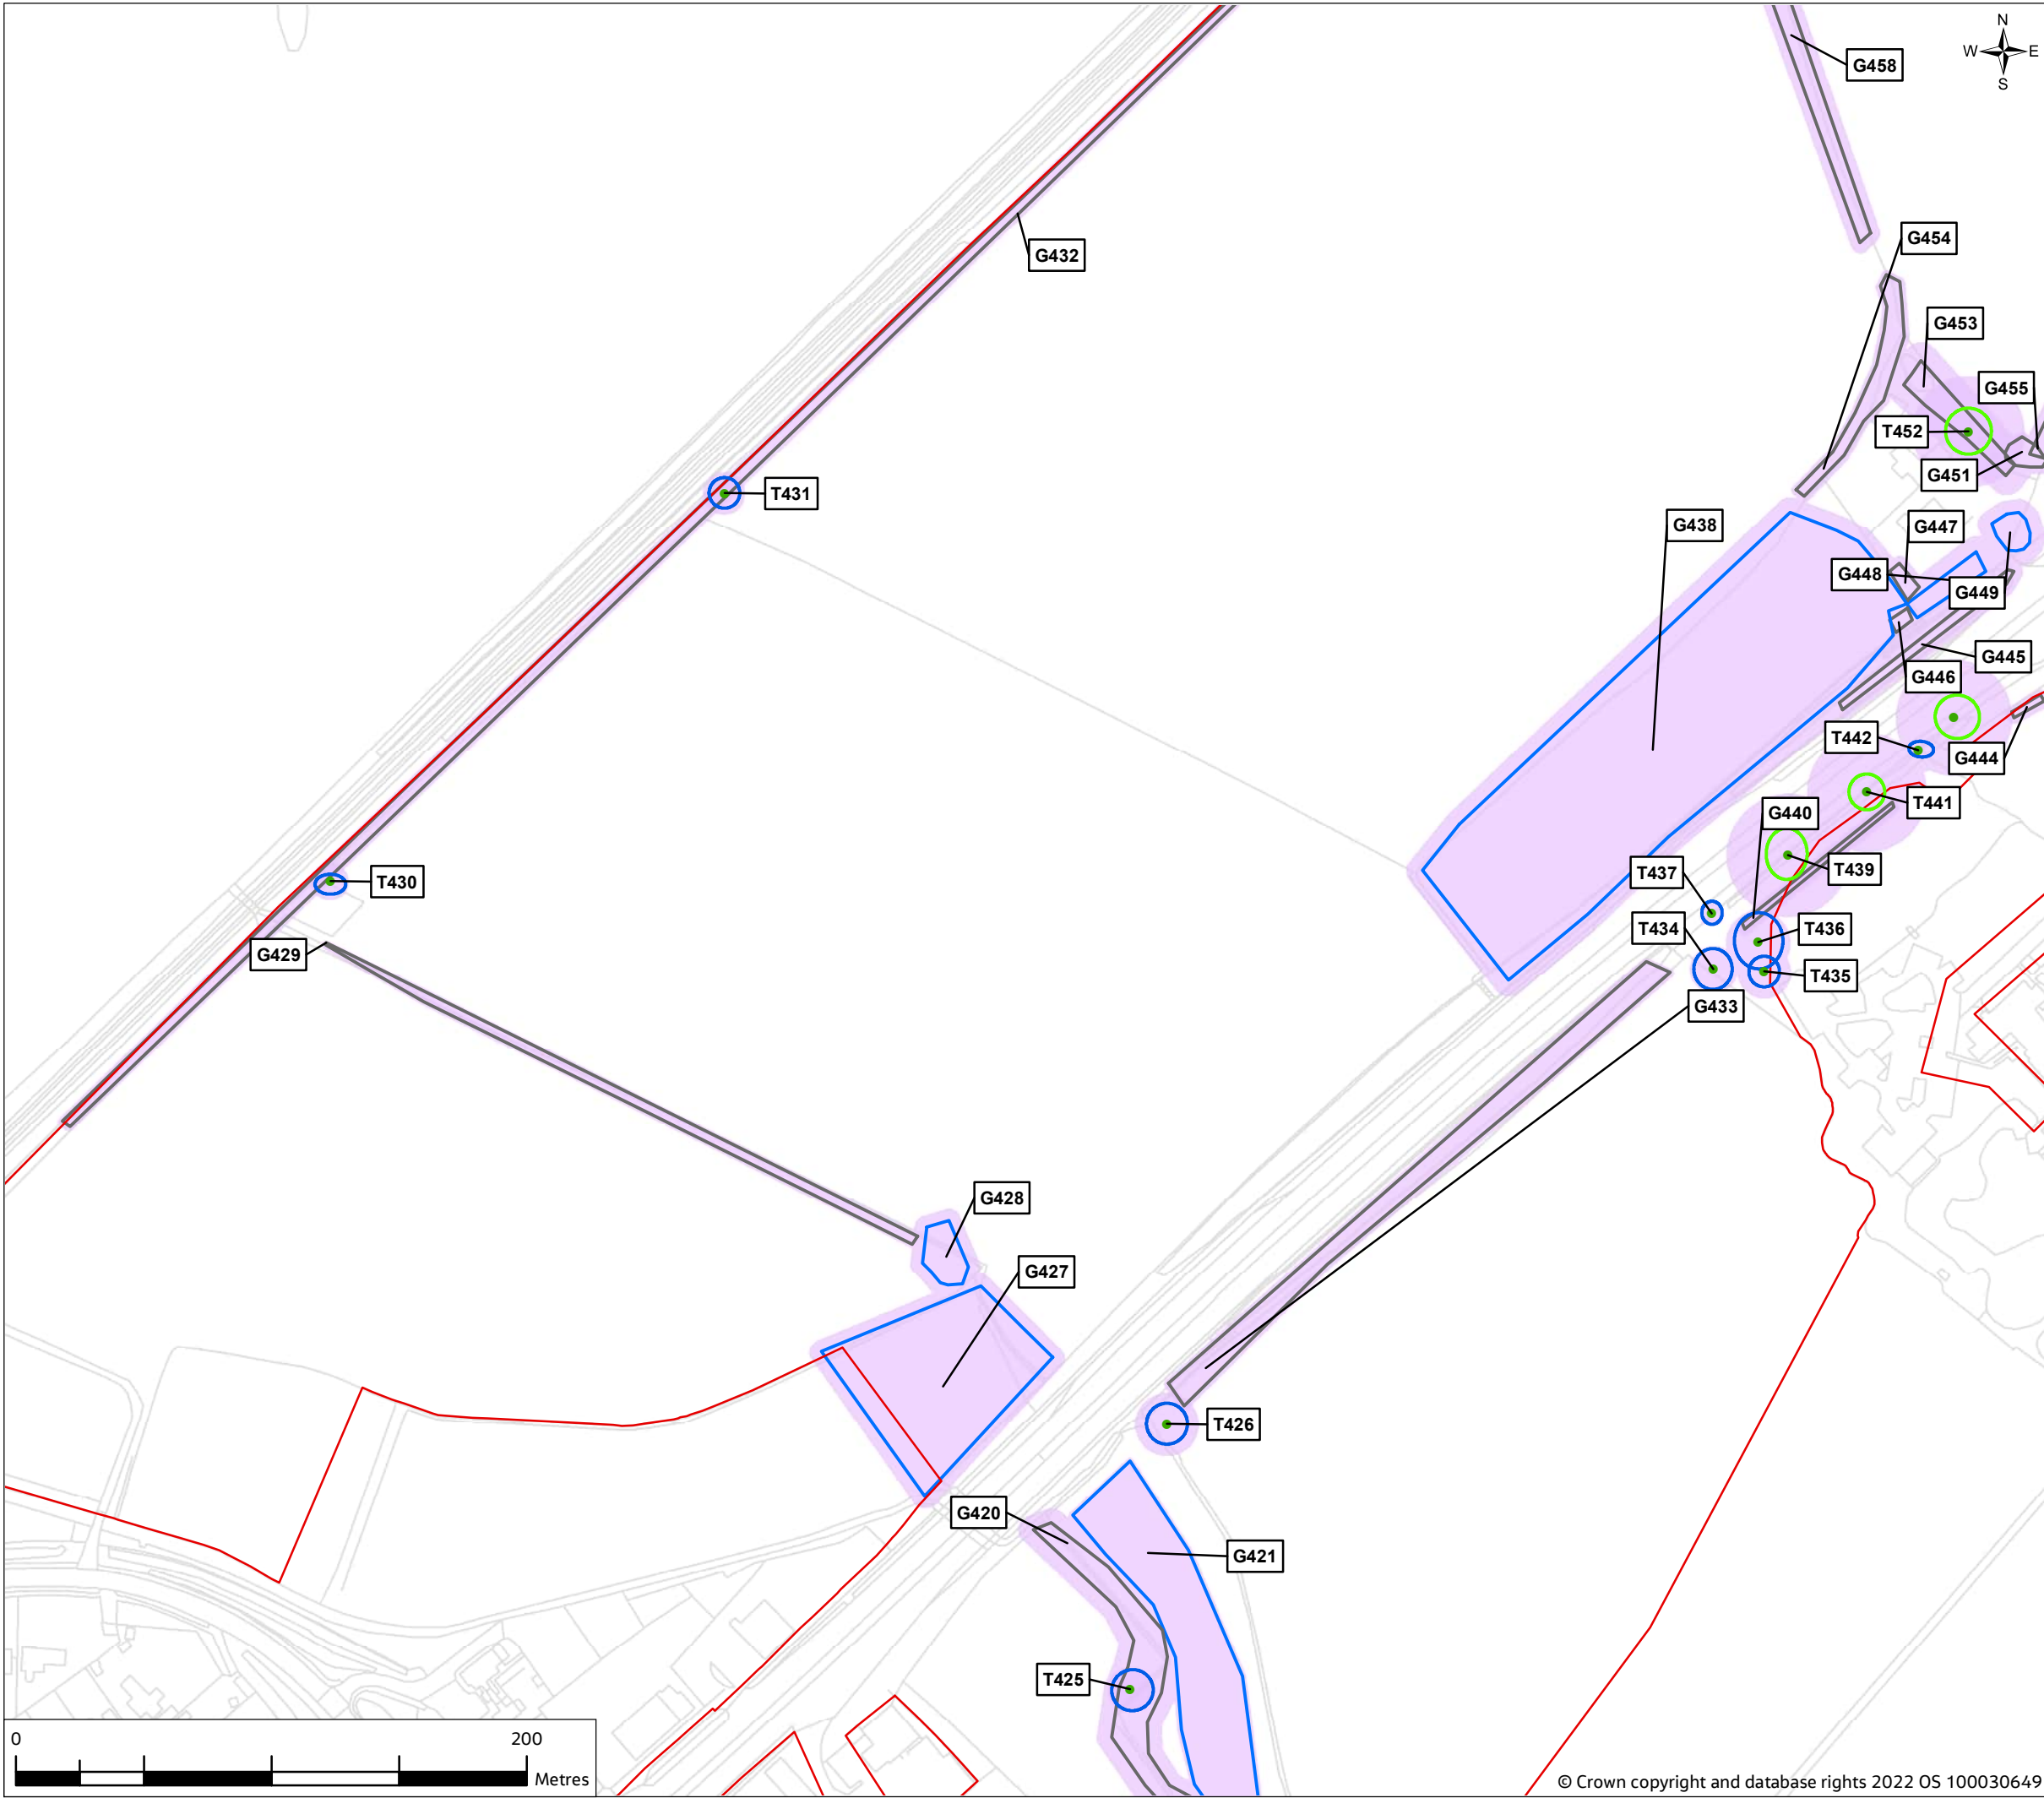 N
W E
S
G458
G454
G432
G453
G455
T452
G451
T431
G438
G447
G448
G449
G445
G446
T442
G444
G440
T441
T437
T439
T430
T434
T436
G429
T435
G433
G428
G427
T426
G420
G421
T425
0 200
Metres
© Crown copyright and database rights 2022 OS 100030649